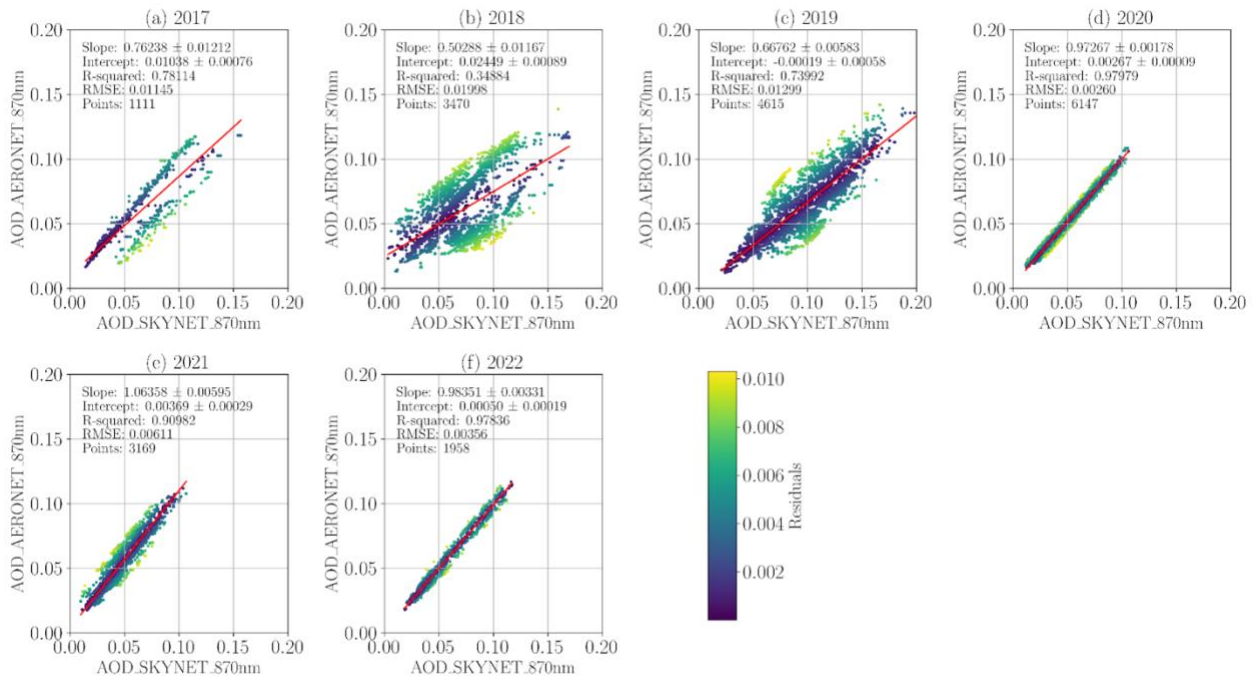 (a) 2017
Slope: 0.76238 ± 0.01212
Intercept: 0.01038 ± 0.00076
R-squared: 0.78114
RMSE: 0.01145
Points: 1111
0.20
0.15
0.10
0.05
0.00
AOD_AERONET_870nm
0.00 0.05 0.10 0.15 0.20
AOD_SKYNET_870nm
(b) 2018
Slope: 0.50288 ± 0.01167
Intercept: 0.02449 ± 0.00089
R-squared: 0.34884
RMSE: 0.01998
Points: 3470
0.20
0.15
0.10
0.05
0.00
AOD_AERONET_870nm
0.00 0.05 0.10 0.15 0.20
AOD_SKYNET_870nm
(c) 2019
Slope: 0.66762 ± 0.00583
Intercept: -0.00019 ± 0.00058
R-squared: 0.73992
RMSE: 0.01299
Points: 4615
0.20
0.15
0.10
0.05
0.00
AOD_AERONET_870nm
0.00 0.05 0.10 0.15 0.20
AOD_SKYNET_870nm
(d) 2020
Slope: 0.97267 ± 0.00178
Intercept: 0.00267 ± 0.00009
R-squared: 0.97979
RMSE: 0.00260
Points: 6147
0.20
0.15
0.10
0.05
0.00
AOD_AERONET_870nm
0.00 0.05 0.10 0.15 0.20
AOD_SKYNET_870nm
(e) 2021
Slope: 1.06358 ± 0.00595
Intercept: 0.00369 ± 0.00029
R-squared: 0.90982
RMSE: 0.00611
Points: 3169
0.20
0.15
0.10
0.05
0.00
AOD_AERONET_870nm
0.00 0.05 0.10 0.15 0.20
AOD_SKYNET_870nm
(f) 2022
Slope: 0.98351 ± 0.00331
Intercept: 0.00050 ± 0.00019
R-squared: 0.97836
RMSE: 0.00356
Points: 1958
0.20
0.15
0.10
0.05
0.00
AOD_AERONET_870nm
0.00 0.05 0.10 0.15 0.20
AOD_SKYNET_870nm
0.010
0.008
0.006
0.004
0.002
Residuals